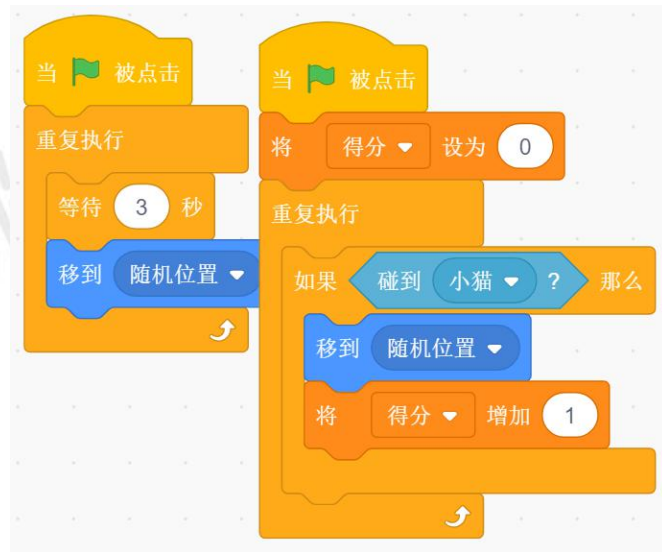 当 被点击
重复执行
等待 3 秒
移到 随机位置
当 被点击
将 得分 设为 0
重复执行
如果 碰到 小猫 ? 那么
移到 随机位置
将 得分 增加 1